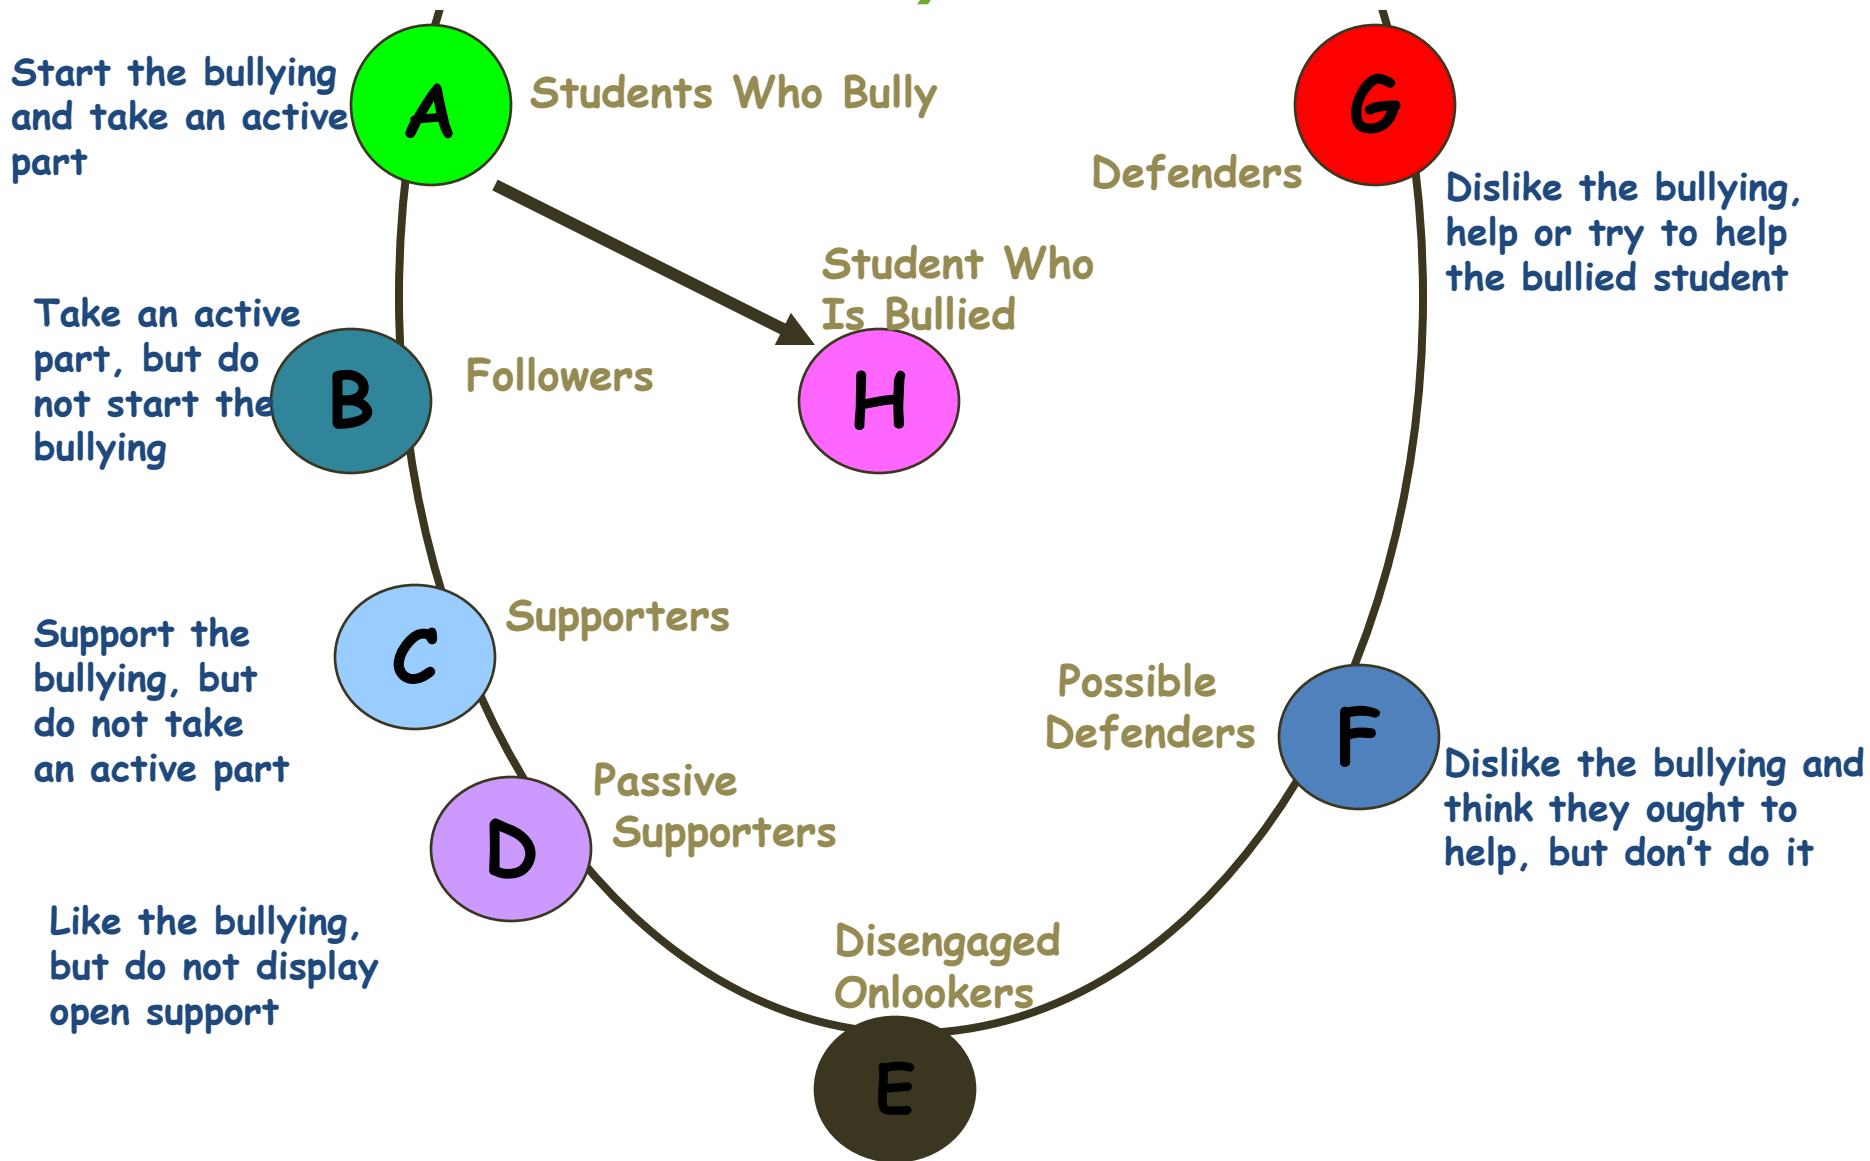 Start the bullying
and take an active
part
A
Students Who Bully
G
Defenders
Dislike the bullying,
help or try to help
the bullied student
Student Who
Is Bullied
H
Take an active
part, but do
not start the
bullying
B
Followers
Support the
bullying, but
do not take
an active part
C
Supporters
Possible
Defenders
F
Dislike the bullying and
think they ought to
help, but don't do it
Passive
Supporters
D
Like the bullying,
but do not display
open support
Disengaged
Onlookers
E